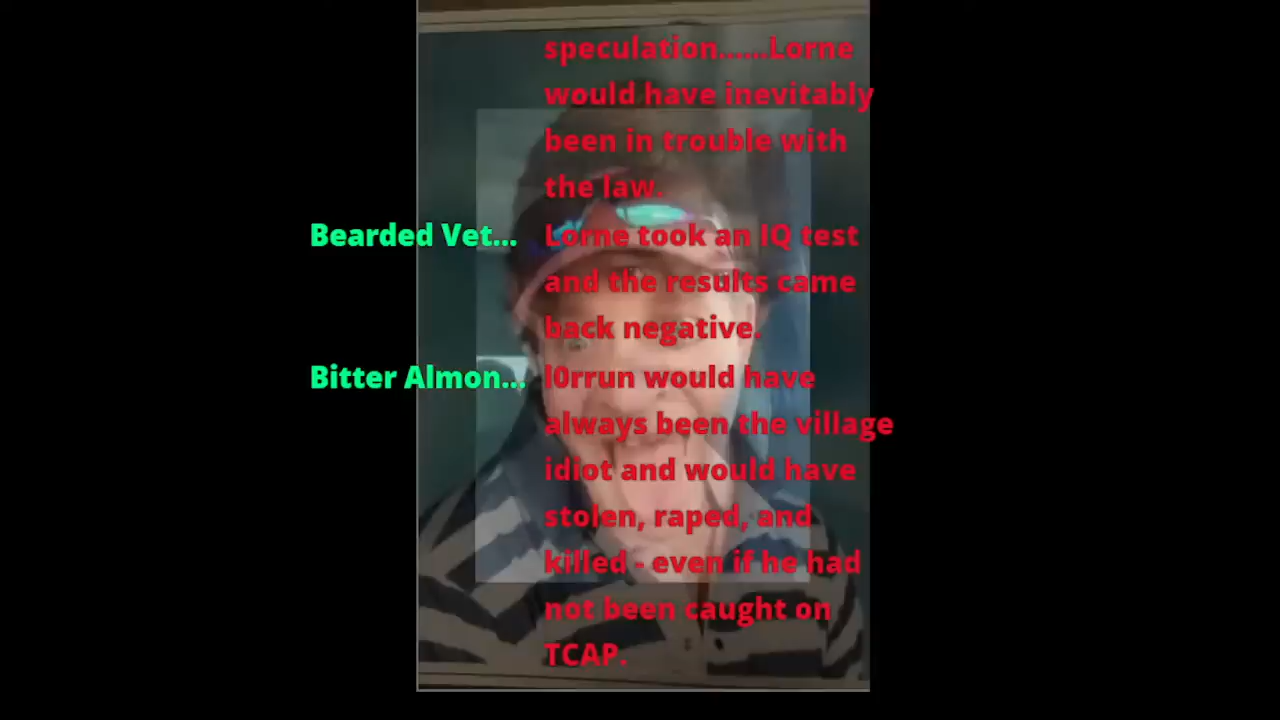 speculation......Lorne
would have inevitably
been in trouble with
the law.
Bearded Vet... Lorne took an IQ test
and the results came
back negative.
Bitter Almon... l0rrun would have
always been the village
idiot and would have
stolen, raped, and
killed - even if he had
not been caught on
TCAP.